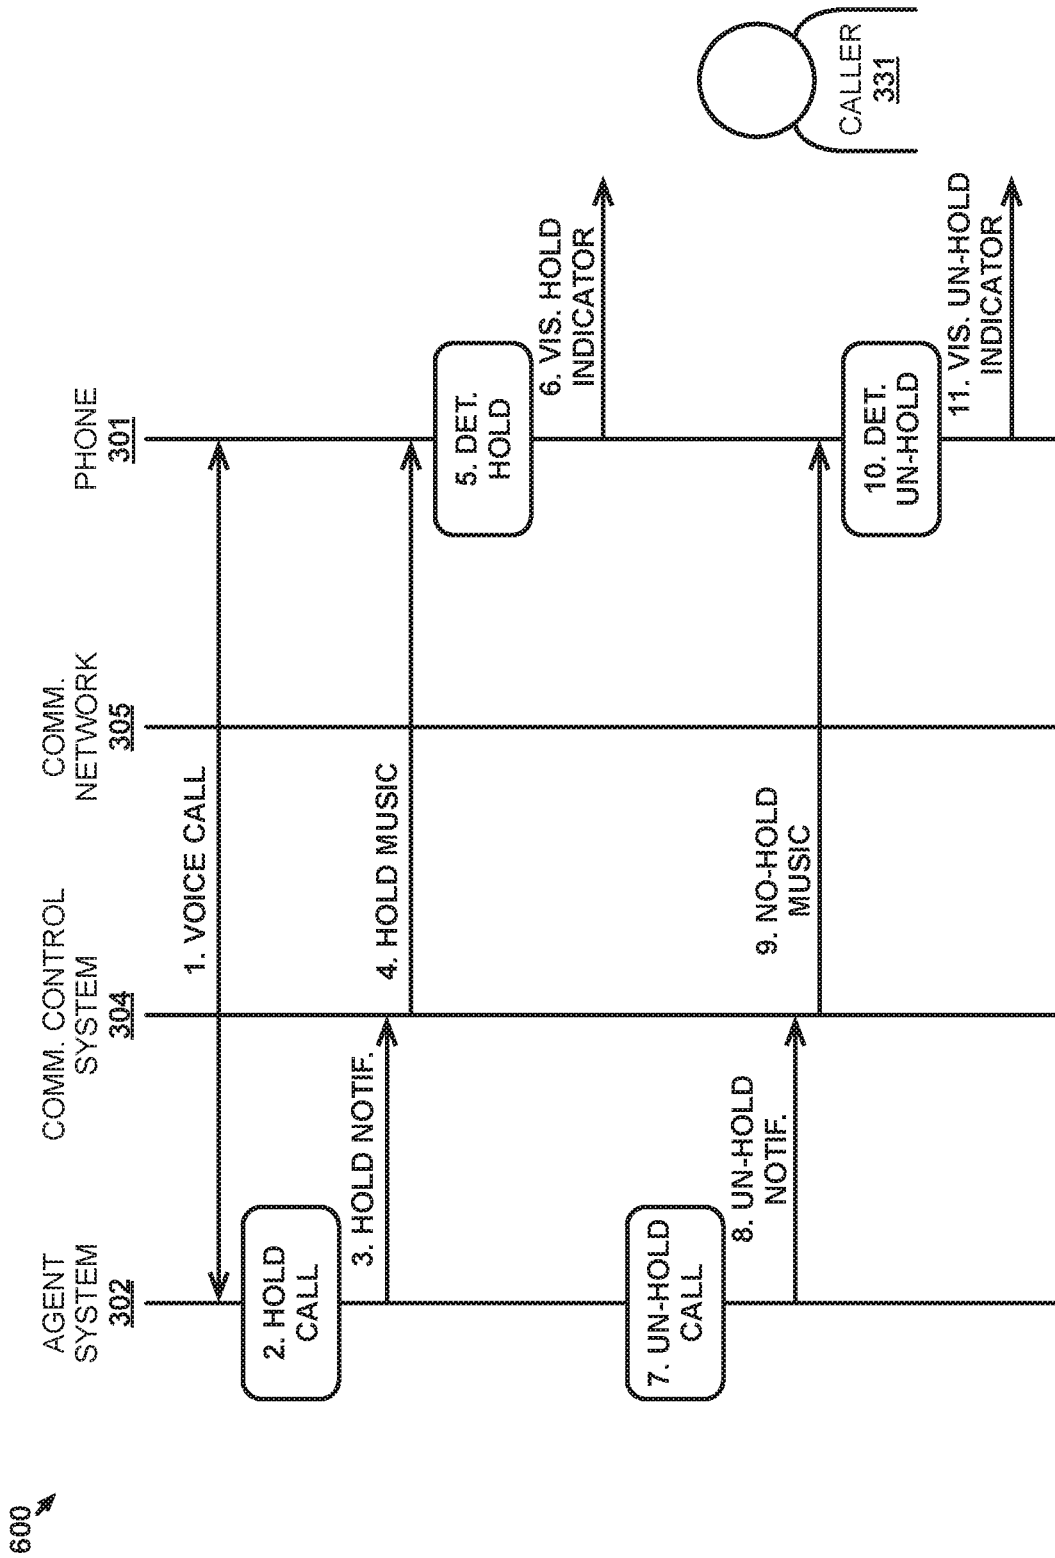 600
AGENT
SYSTEM
302
COMM. CONTROL
SYSTEM
304
COMM.
NETWORK
305
PHONE
301
1. VOICE CALL
2. HOLD
CALL
3. HOLD NOTIF.
4. HOLD MUSIC
5. DET.
HOLD
6. VIS. HOLD
INDICATOR
CALLER
331
7. UN-HOLD
CALL
8. UN-HOLD
NOTIF.
9. NO-HOLD
MUSIC
10. DET.
UN-HOLD
11. VIS. UN-HOLD
INDICATOR